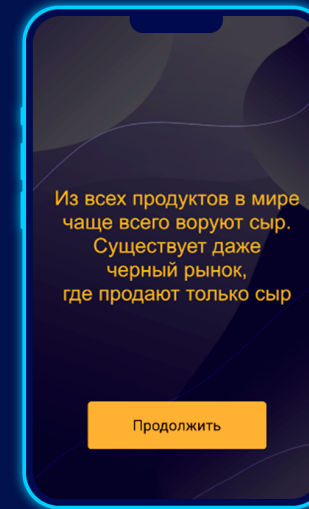 Из всех продуктов в мире
чаще всего воруют сыр.
Существует даже
черный рынок,
где продают только сыр
Продолжить